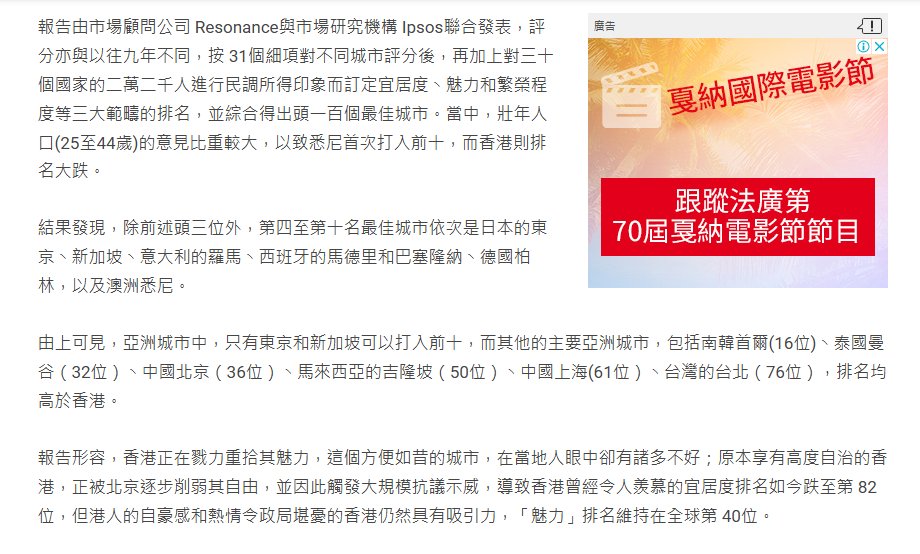 報告由市場顧問公司 Resonance與市場研究機構 Ipsos聯合發表，評
分亦與以往九年不同，按 31個細項對不同城市評分後，再加上對三十
個國家的二萬二千人進行民調所得印象而訂定宜居度、魅力和繁榮程
度等三大範疇的排名，並綜合得出頭一百個最佳城市。當中，壯年人
口(25至44歲)的意見比重較大，以致悉尼首次打入前十，而香港則排
名大跌。
廣告
戛納國際電影節
跟蹤法廣第
70屆戛納電影節節目
結果發現，除前述頭三位外，第四至第十名最佳城市依次是日本的東
京、新加坡、意大利的羅馬、西班牙的馬德里和巴塞隆納、德國柏
林，以及澳洲悉尼。
由上可見，亞洲城市中，只有東京和新加坡可以打入前十，而其他的主要亞洲城市，包括南韓首爾(16位)、泰國曼
谷（32位）、中國北京（36位）、馬來西亞的吉隆坡（50位）、中國上海(61位）、台灣的台北（76位），排名均
高於香港。
報告形容，香港正在戮力重拾其魅力，這個方便如昔的城市，在當地人眼中卻有諸多不好；原本享有高度自治的香
港，正被北京逐步削弱其自由，並因此觸發大規模抗議示威，導致香港曾經令人羨慕的宜居度排名如今跌至第 82
位，但港人的自豪感和熱情令政局堪憂的香港仍然具有吸引力，「魅力」排名維持在全球第 40位。